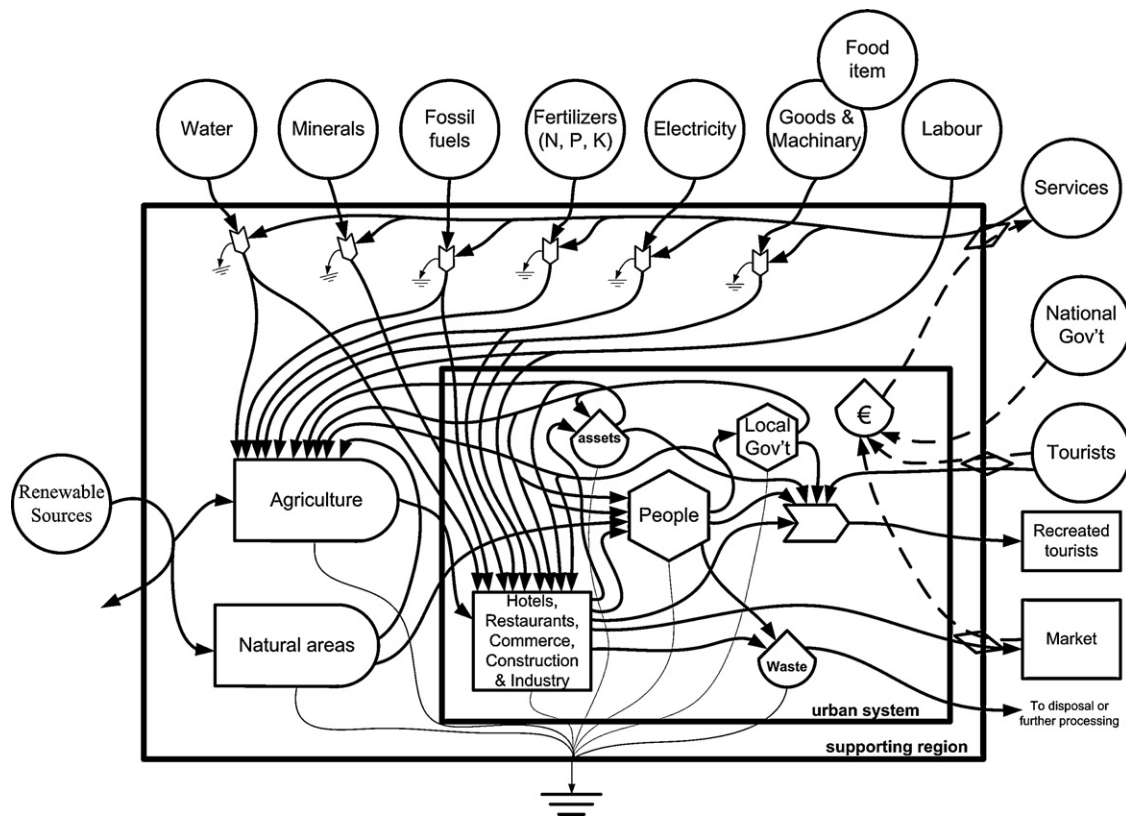 Food
item
Water
Minerals
Fossil
fuels
Fertilizers
(N, P, K)
Electricity
Goods &
Machinary
Labour
Services
National
Gov't
€
assets
Local
Gov't
Tourists
Renewable
Sources
Agriculture
People
Recreated
tourists
Hotels,
Restaurants,
Commerce,
Construction
& Industry
Natural areas
Market
Waste
urban system
To disposal or
further processing
supporting region